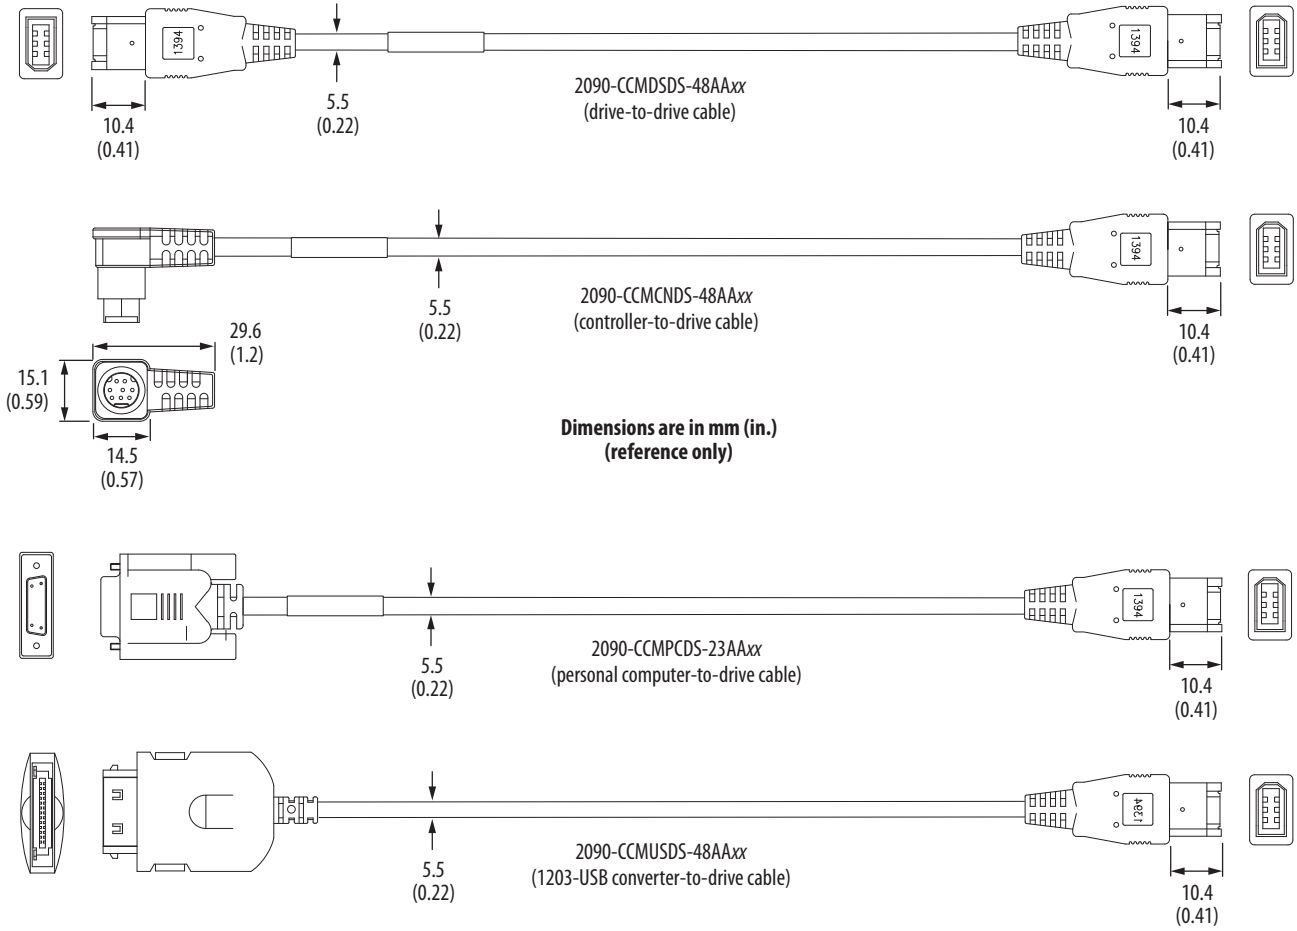 1394
1394
5.5
(0.22)
2090-CCMDSDS-48AAxx
(drive-to-drive cable)
10.4
(0.41)
10.4
(0.41)
1394
5.5
(0.22)
2090-CCMCNDS-48AAxx
(controller-to-drive cable)
10.4
(0.41)
29.6
(1.2)
15.1
(0.59)
14.5
(0.57)
Dimensions are in mm (in.)
(reference only)
1394
5.5
(0.22)
2090-CCMPCDS-23AAxx
(personal computer-to-drive cable)
10.4
(0.41)
1394
5.5
(0.22)
2090-CCMUSDS-48AAxx
(1203-USB converter-to-drive cable)
10.4
(0.41)